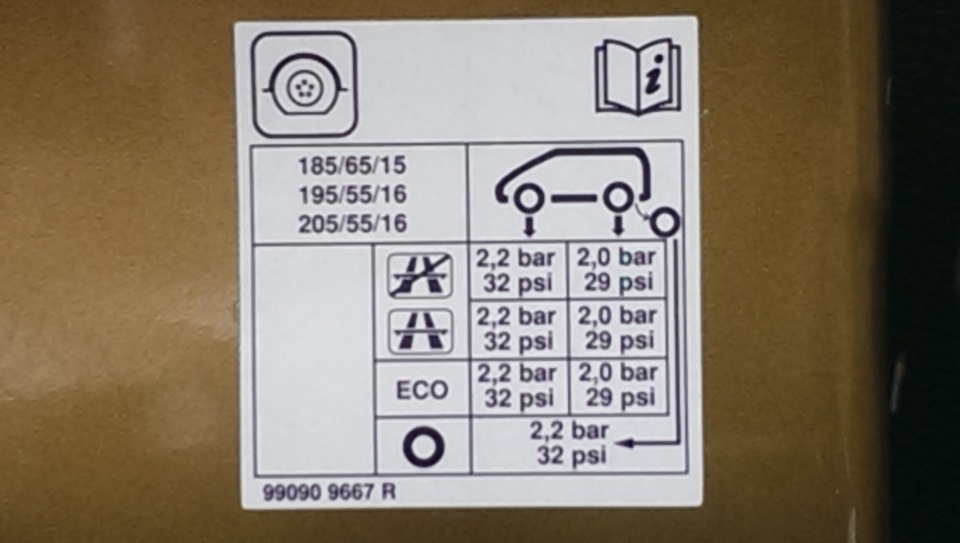 i
185/65/15
195/55/16
205/55/16
2,2 bar 2,0 bar
32 psi 29 psi
2,2 bar 2,0 bar
32 psi 29 psi
ECO 2,2 bar 2,0 bar
32 psi 29 psi
2,2 bar
32 psi
99090 9667 R